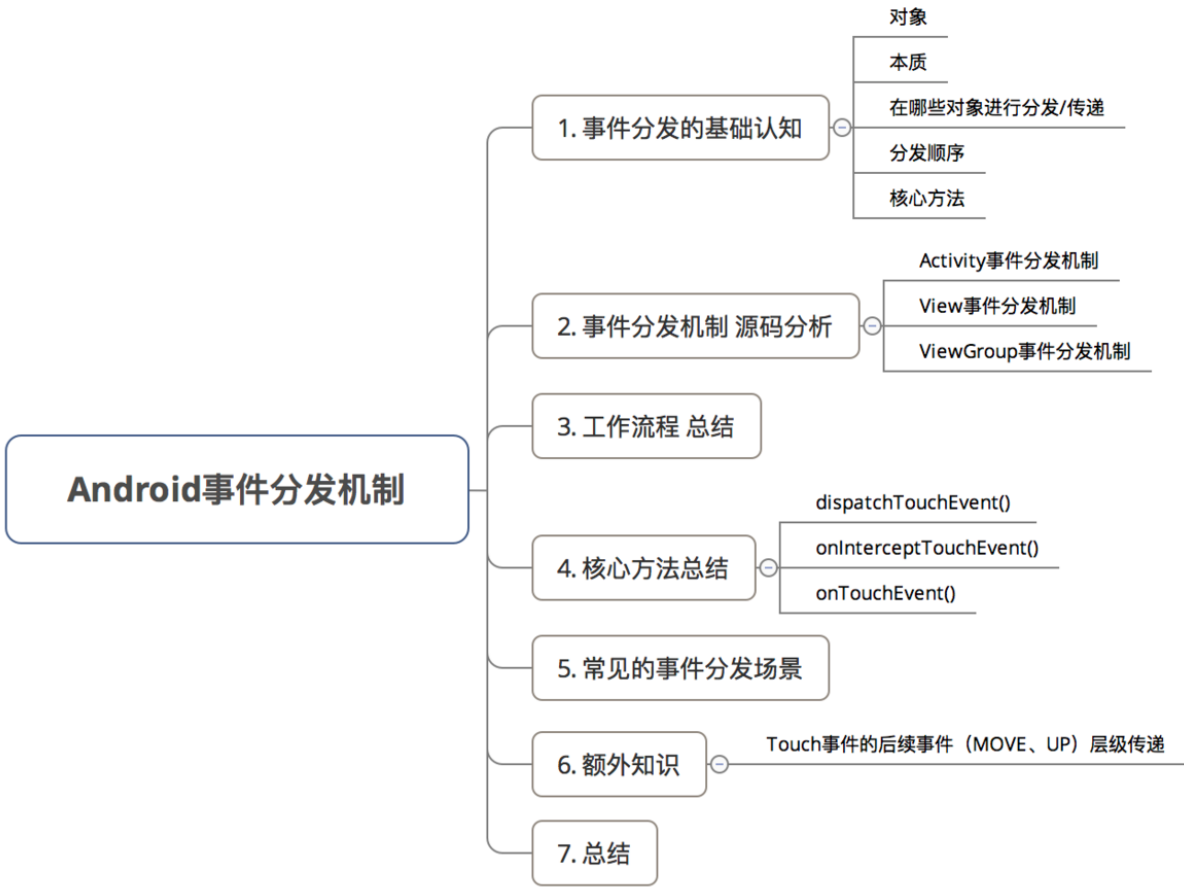 Android事件分发机制
1. 事件分发的基础认知
对象
本质
在哪些对象进行分发/传递
分发顺序
核心方法
2. 事件分发机制 源码分析
Activity事件分发机制
View事件分发机制
ViewGroup事件分发机制
3. 工作流程 总结
4. 核心方法总结
dispatchTouchEvent()
onInterceptTouchEvent()
onTouchEvent()
5. 常见的事件分发场景
6. 额外知识
Touch事件的后续事件（MOVE、UP）层级传递
7. 总结